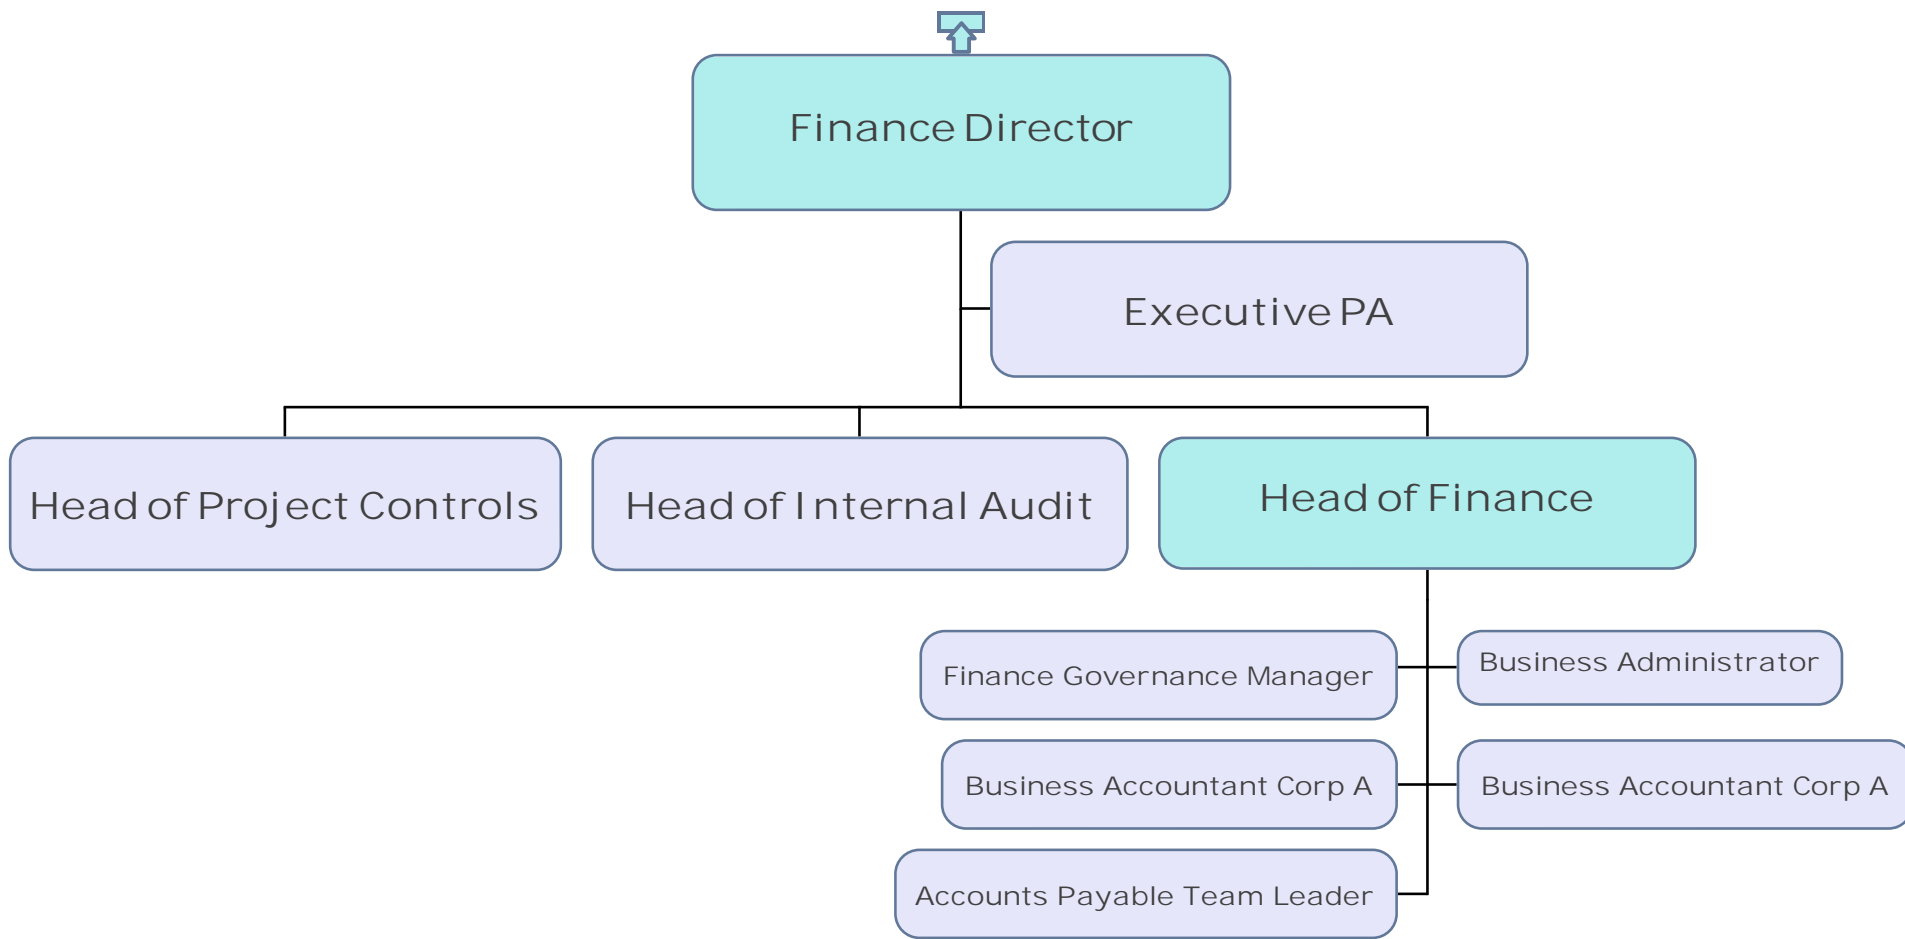 Finance Director
Executive PA
Head of Project Controls
Head of Internal Audit
Head of Finance
Finance Governance Manager
Business Administrator
Business Accountant Corp A
Business Accountant Corp A
Accounts Payable Team Leader